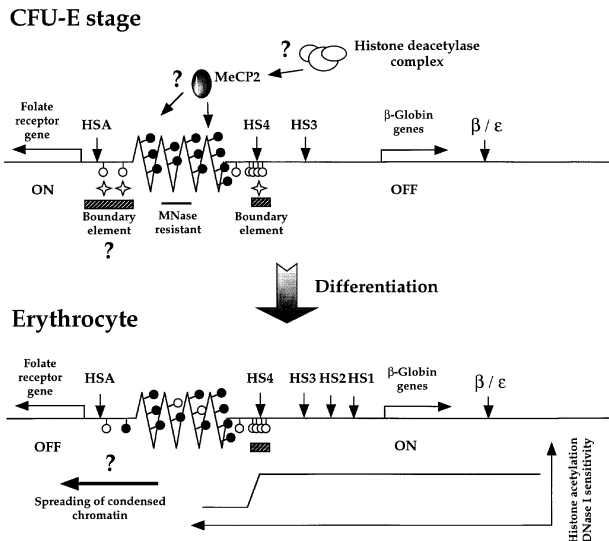 CFU-E stage
?
Histone deacetylase
complex
?
MeCP2
Folate
receptor
gene
HSA
HS4
HS3
β-Globin
genes
β / ε
ON
OFF
Boundary
element
MNase
resistant
Boundary
element
?
Differentiation
Erythrocyte
Folate
receptor
gene
HSA
HS4
HS3
HS2
HS1
β-Globin
genes
β / ε
OFF
ON
?
Spreading of condensed
chromatin
Histone acetylation
DNase I sensitivity